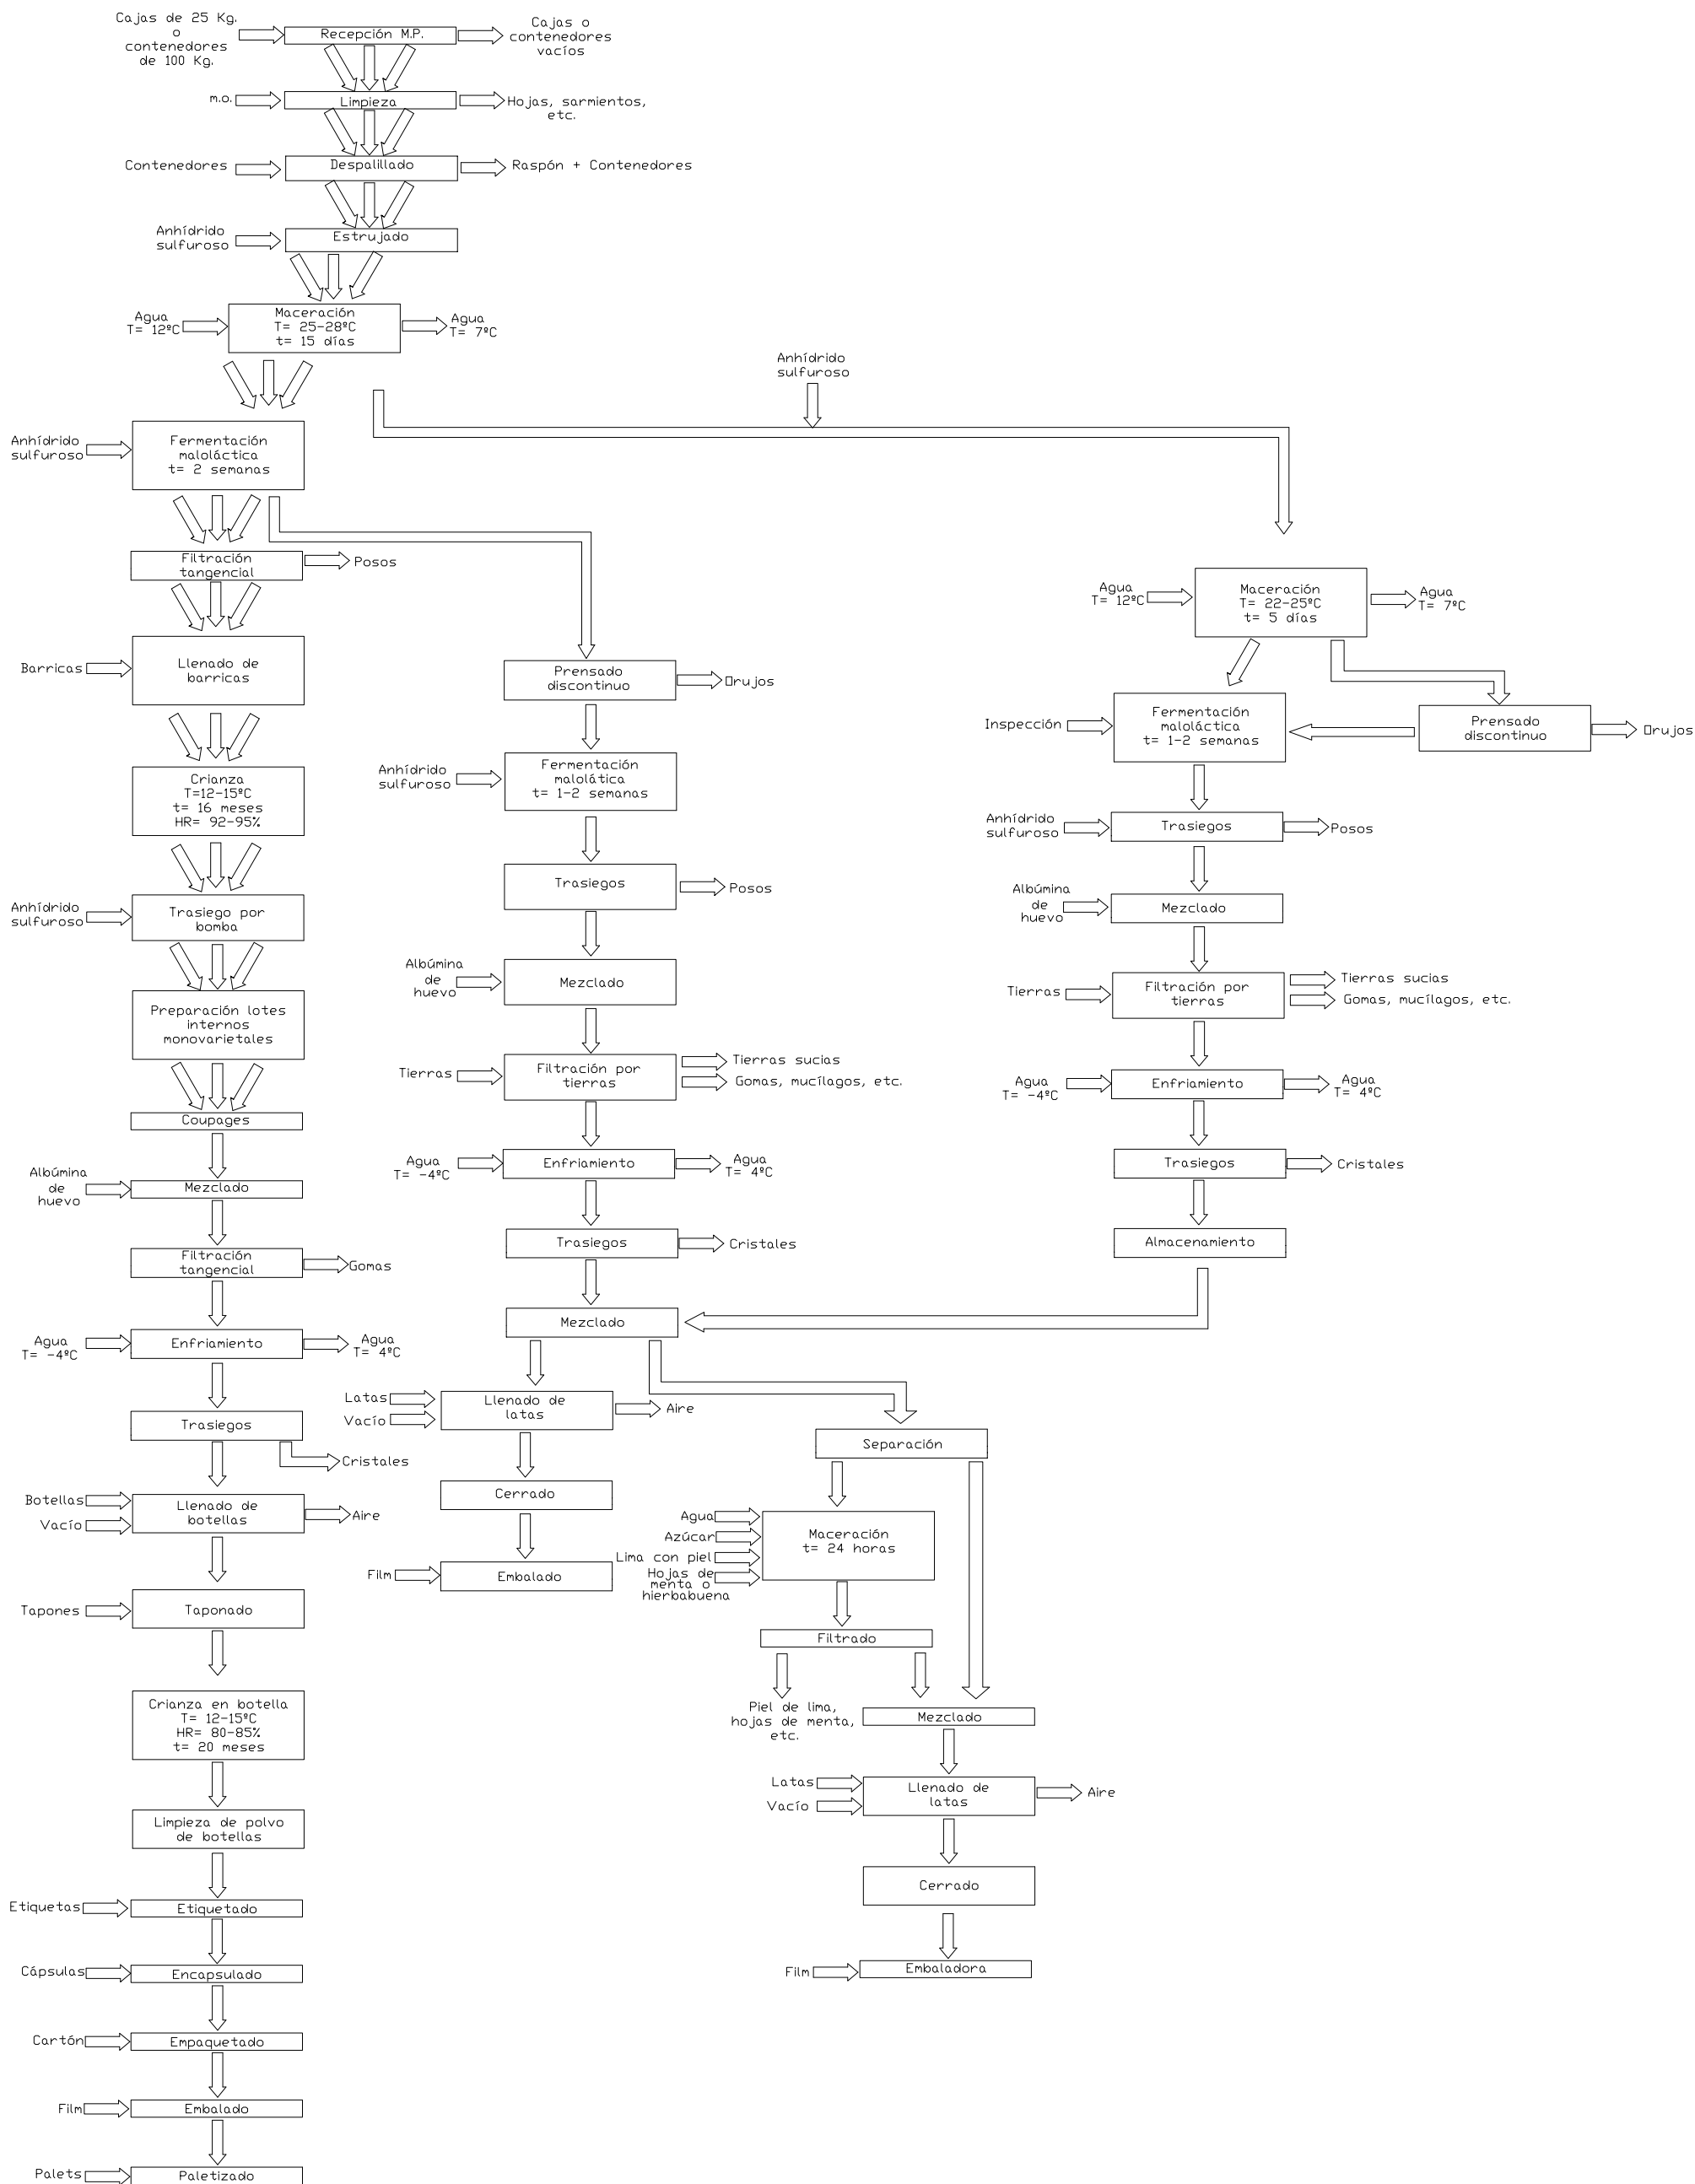 Cajas de 25 Kg.
o
contenedores
de 100 Kg.
Recepción M.P.
Cajas o
contenedores
vacíos
m.o.
Limpieza
Hojas, sarmientos,
etc.
Contenedores
Despalillado
Raspón + Contenedores
Anhídrido
sulfuroso
Estrujado
Agua
T= 12ºC
Maceración
T= 25-28ºC
t= 15 días
Agua
T= 7ºC
Anhídrido
sulfuroso
Anhídrido
sulfuroso
Fermentación
maloláctica
t= 2 semanas
Filtración
tangencial
Posos
Barricas
Llenado de
barricas
Crianza
T=12-15ºC
t= 16 meses
HR= 92-95%
Anhídrido
sulfuroso
Trasiego por
bomba
Preparación lotes
internos
monovarietales
Coupages
Albúmina
de
huevo
Mezclado
Filtración
tangencial
Gomas
Agua
T= -4ºC
Enfriamiento
Agua
T= 4ºC
Trasiegos
Cristales
Botellas
Vacío
Llenado de
botellas
Aire
Tapones
Taponado
Crianza en botella
T= 12-15ºC
HR= 80-85%
t= 20 meses
Limpieza de polvo
de botellas
Etiquetas
Etiquetado
Cápsulas
Encapsulado
Cartón
Empaquetado
Film
Embalado
Palets
Paletizado
Prensado
discontinuo
▯rujos
Anhídrido
sulfuroso
Fermentación
malolática
t= 1-2 semanas
Trasiegos
Posos
Albúmina
de
huevo
Mezclado
Tierras
Filtración por
tierras
Tierras sucias
Gomas, mucílagos, etc.
Agua
T= -4ºC
Enfriamiento
Agua
T= 4ºC
Trasiegos
Cristales
Mezclado
Latas
Vacío
Llenado de
latas
Aire
Cerrado
Film
Embalado
Separación
Agua
Azúcar
Lima con piel
Hojas de
menta o
hierbabuena
Maceración
t= 24 horas
Filtrado
Piel de lima,
hojas de menta,
etc.
Mezclado
Latas
Vacío
Llenado de
latas
Aire
Cerrado
Film
Embaladora
Agua
T= 12ºC
Maceración
T= 22-25ºC
t= 5 días
Agua
T= 7ºC
Inspección
Fermentación
maloláctica
t= 1-2 semanas
Prensado
discontinuo
▯rujos
Anhídrido
sulfuroso
Trasiegos
Posos
Albúmina
de
huevo
Mezclado
Tierras
Filtración por
tierras
Tierras sucias
Gomas, mucílagos, etc.
Agua
T= -4ºC
Enfriamiento
Agua
T= 4ºC
Trasiegos
Cristales
Almacenamiento